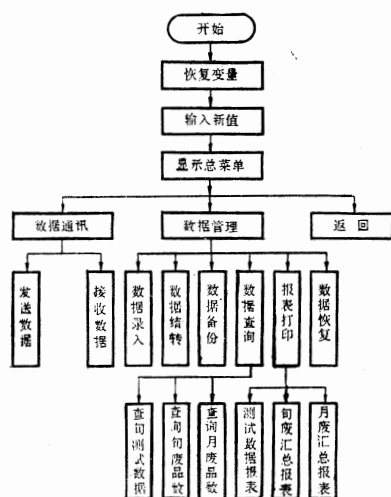 开始
恢复变量
输入新值
显示总菜单
数据通讯
数据管理
返回
发送数据
接收数据
数据录入
数据结转
数据备份
数据查询
报表打印
数据恢复
查询测式数据
查询旬废品数
查询月废品数
测试数据报表
旬废汇总报表
月废汇总报表